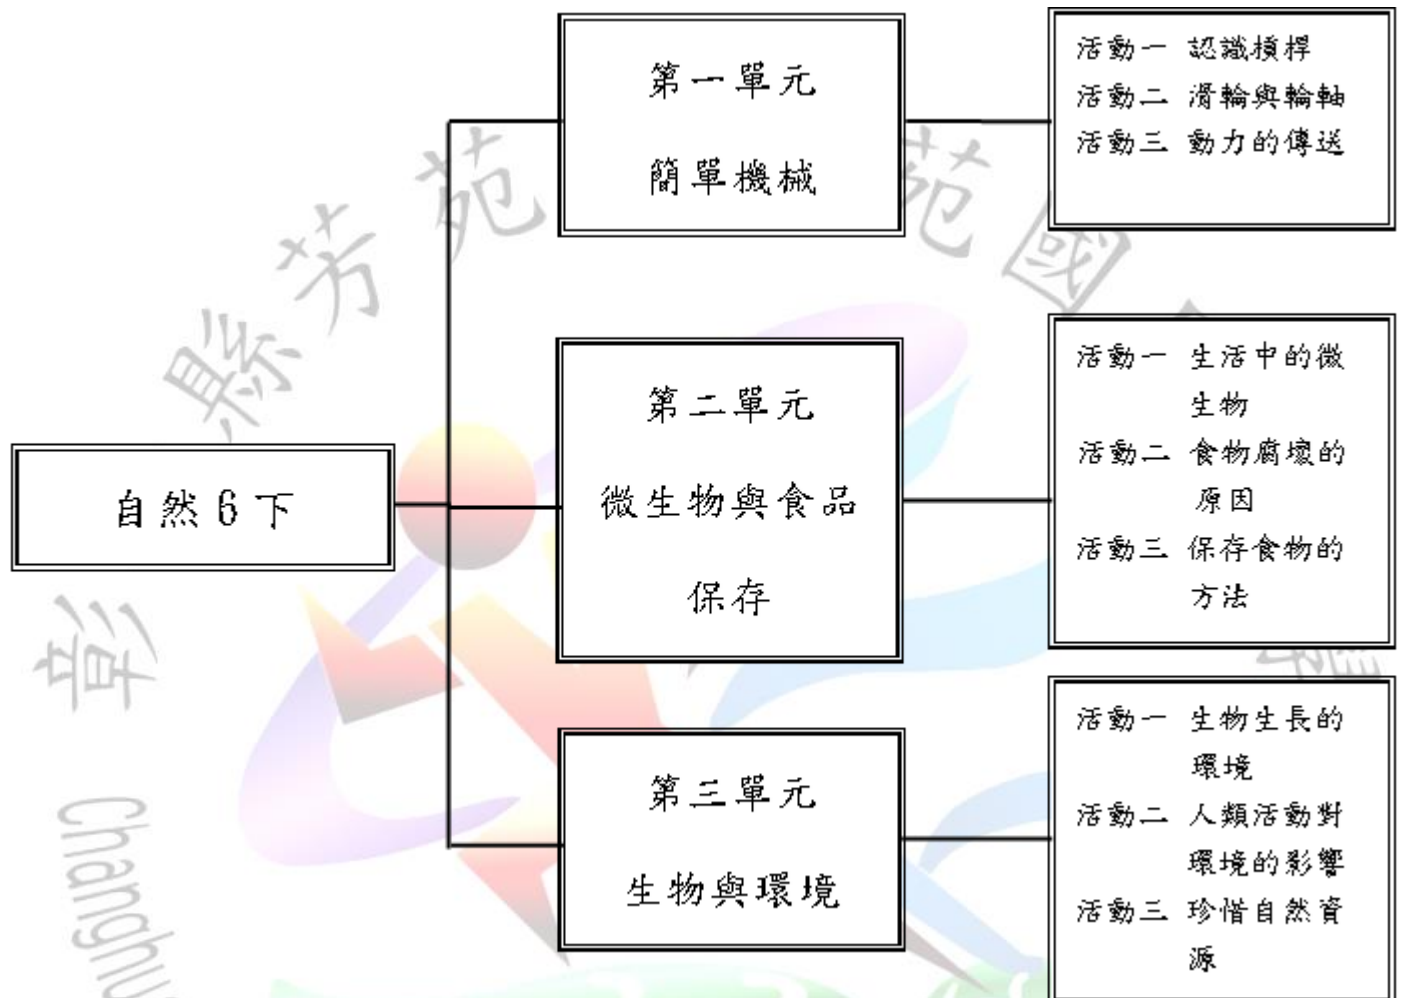 自然6下
第一單元
簡單機械
活動一 認識槓桿
活動二 滑輪與輪軸
活動三 動力的傳送
第二單元
微生物與食品
保存
活動一 生活中的微
生物
活動二 食物腐壞的
原因
活動三 保存食物的
方法
第三單元
生物與環境
活動一 生物生長的
環境
活動二 人類活動對
環境的影響
活動三 珍惜自然資
源
彰 縣芳苑 苑國
Changhu